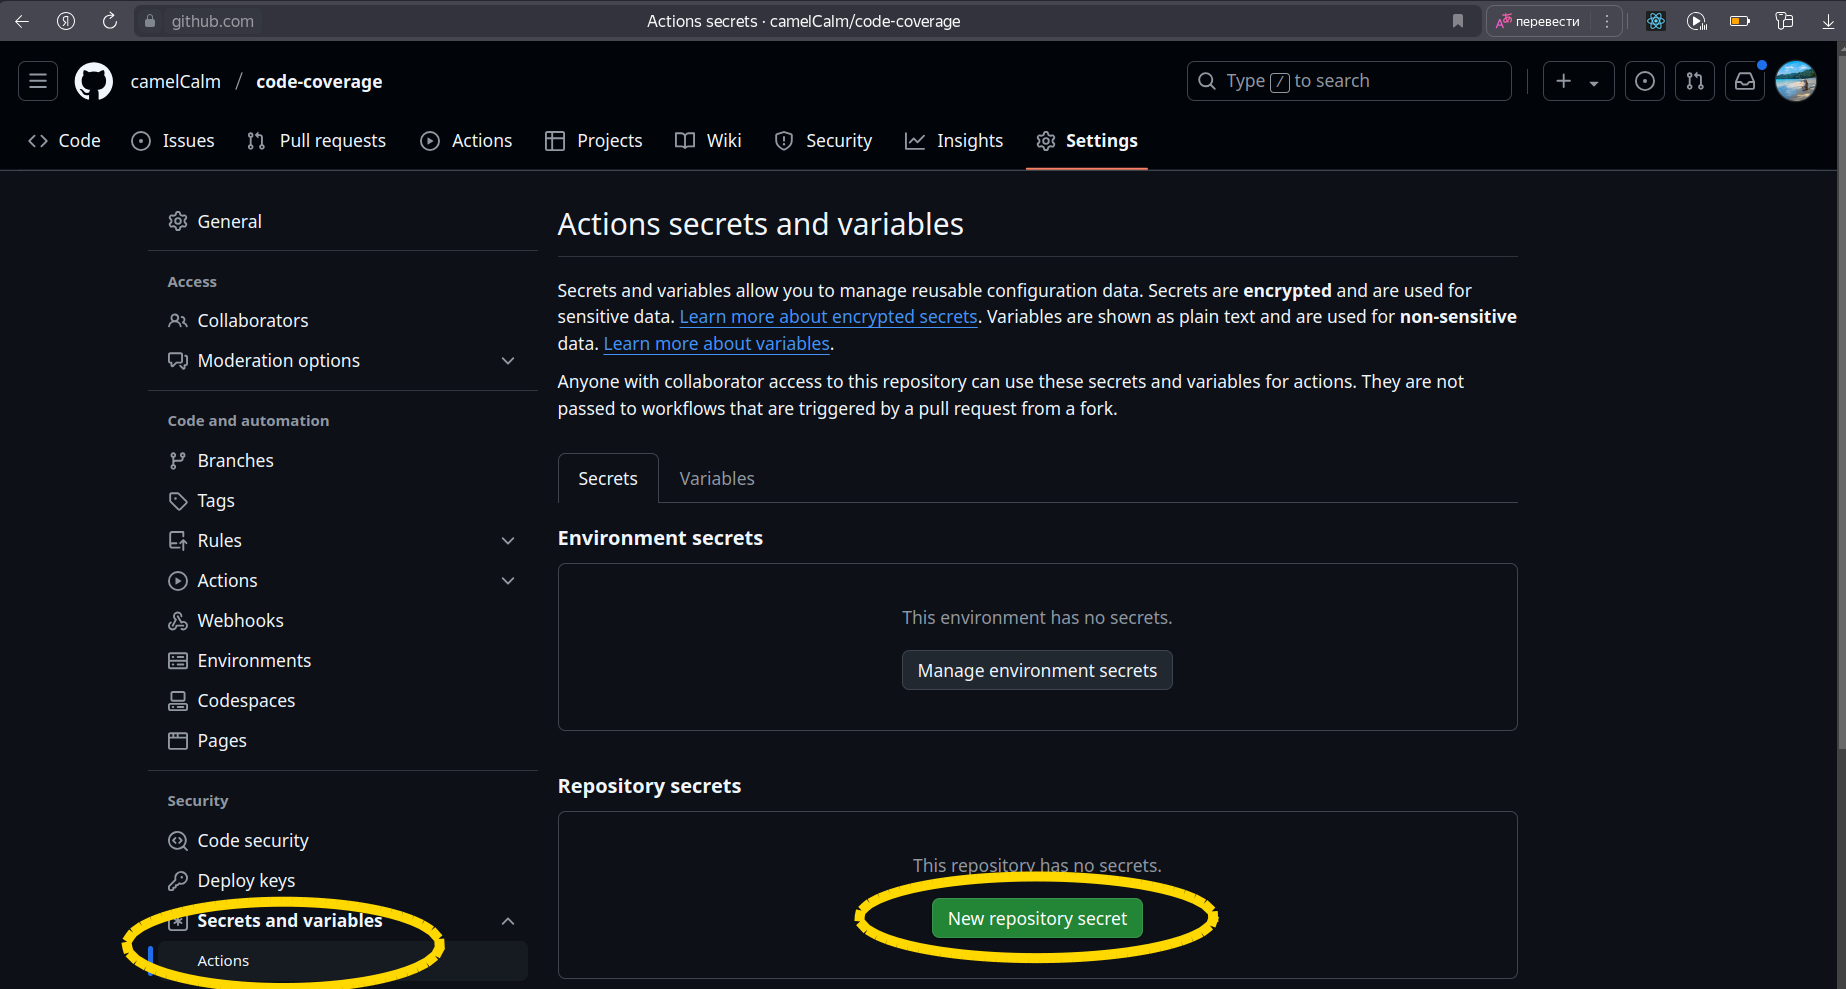 github.com
Actions secrets · camelCalm/code-coverage
перевести
camelCalm / code-coverage
Type / to search
Code
Issues
Pull requests
Actions
Projects
Wiki
Security
Insights
Settings
General
Access
Collaborators
Moderation options
Code and automation
Branches
Tags
Rules
Actions
Webhooks
Environments
Codespaces
Pages
Security
Code security
Deploy keys
Secrets and variables
Actions
Actions secrets and variables
Secrets and variables allow you to manage reusable configuration data. Secrets are encrypted and are used for
sensitive data. Learn more about encrypted secrets. Variables are shown as plain text and are used for non-sensitive
data. Learn more about variables.
Anyone with collaborator access to this repository can use these secrets and variables for actions. They are not
passed to workflows that are triggered by a pull request from a fork.
Secrets
Variables
Environment secrets
This environment has no secrets.
Manage environment secrets
Repository secrets
This repository has no secrets.
New repository secret